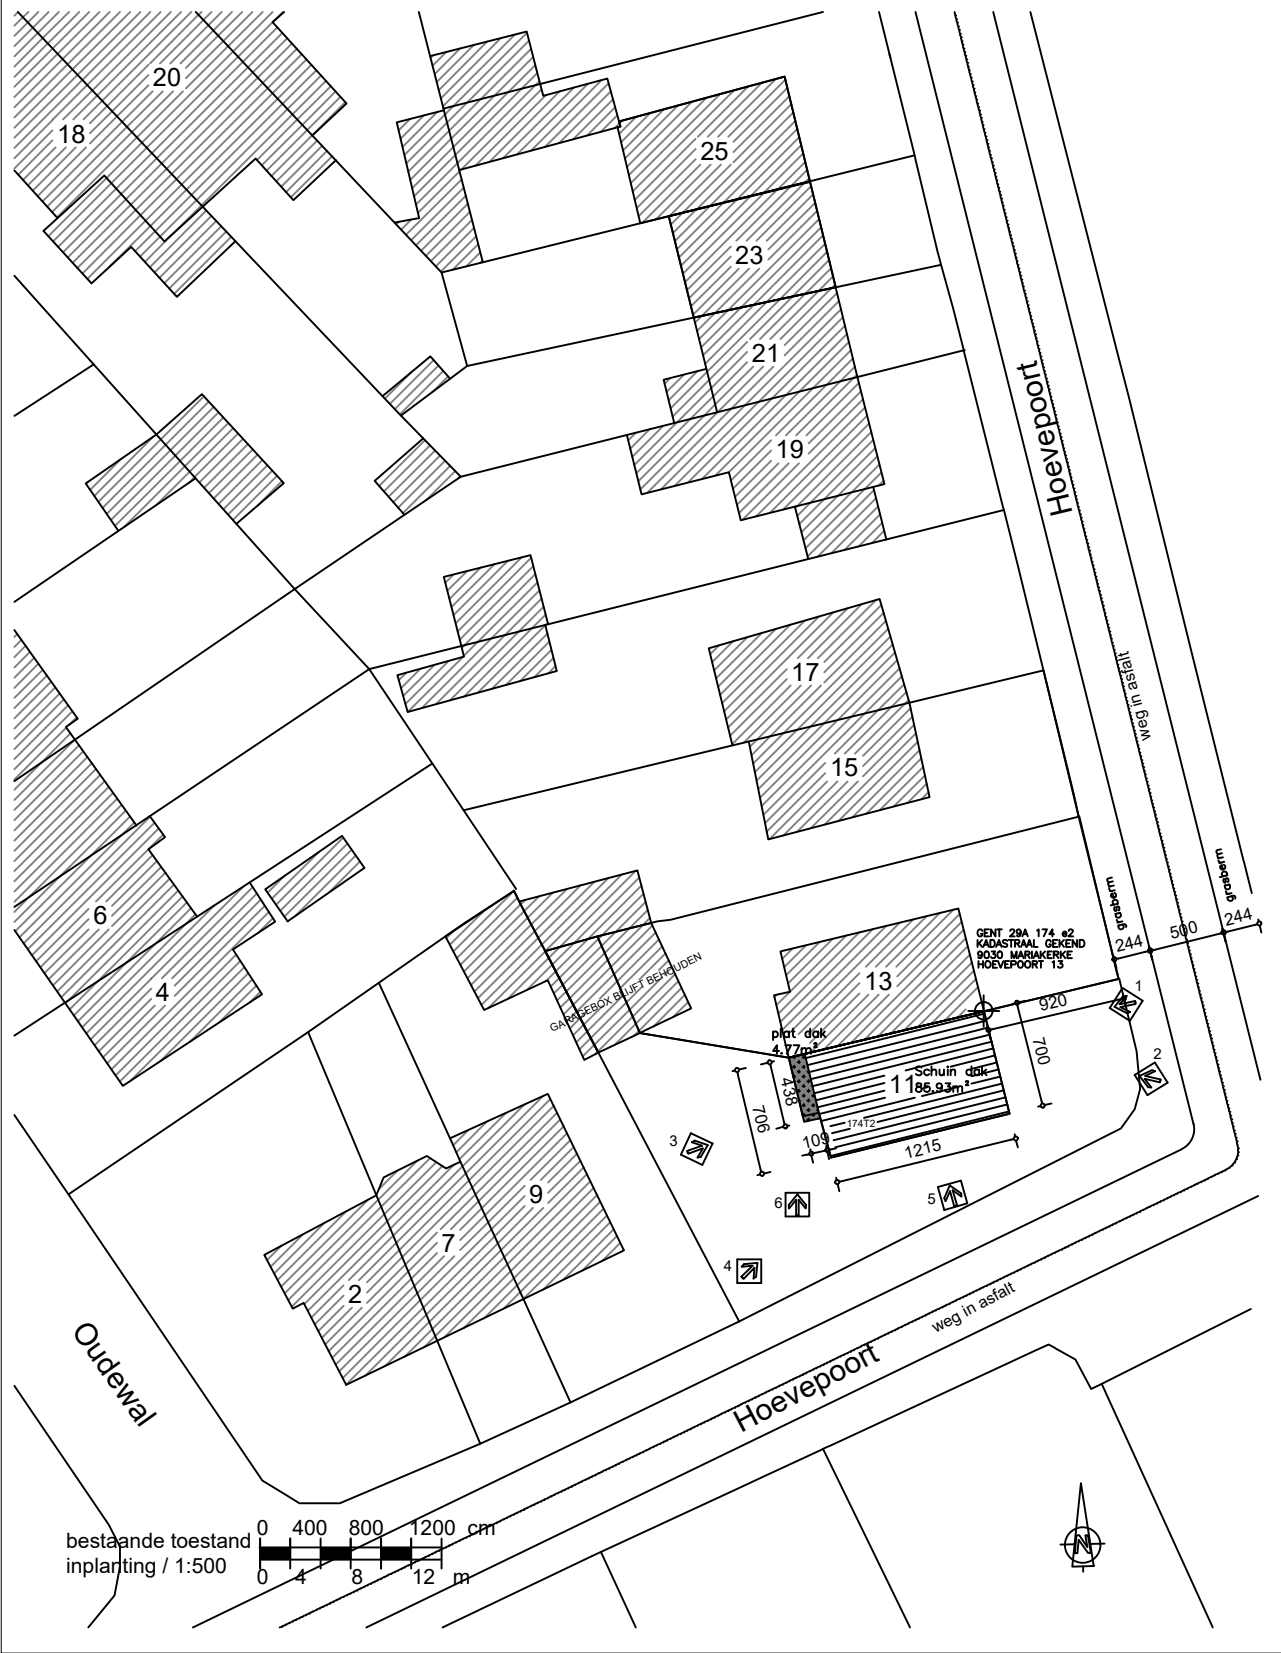 20
18
25
23
21
19
Hoevepoort
17
15
weg in asfalt
6
4
13
GARAGEBOX BLIJFT BEHOUDEN
GENT 29A 174 e2
KADASTRAAL GEKEND
9030 MARIAKERKE
HOEVEPOORT 13
grasberm
grasberm
244
500
244
920
1
2
700
plat dak
4.77m²
Schuin dak
85.93m²
11
438
706
109
174T2
1215
3
6
5
4
9
7
2
Oudewal
weg in asfalt
Hoevepoort
bestaande toestand
inplanting / 1:500
0 400 800 1200 cm
0 4 8 12 m
N